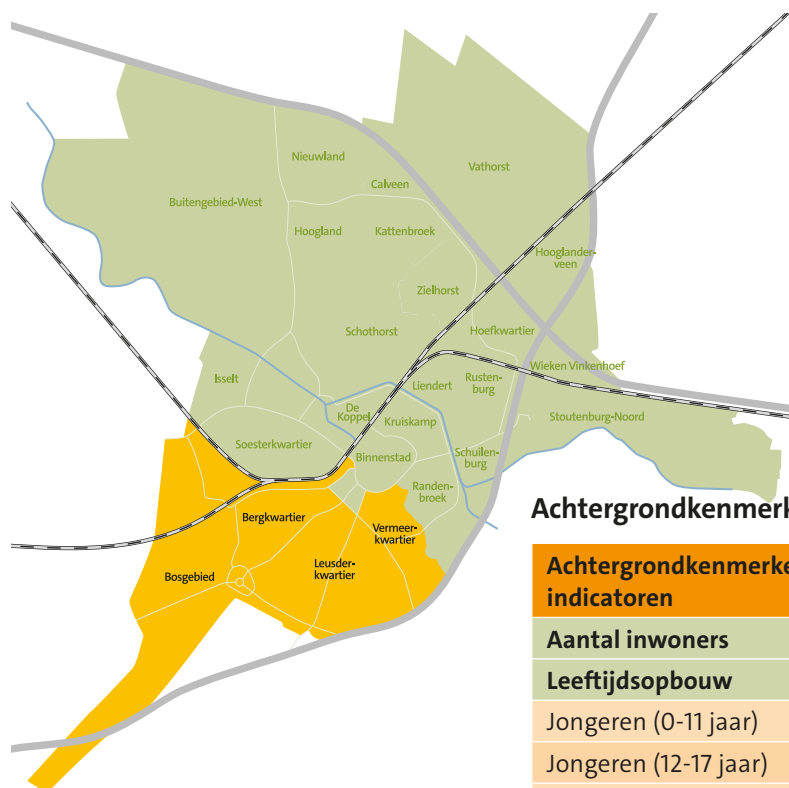 Nieuwland
Calveen
Vathorst
Buitengebied-West
Hoogland
Kattenbroek
Hooglander-
veen
Zielhorst
Schothorst
Hoefkwartier
Isselt
Liendert
Rusten-
burg
Wieken Vinkenhoef
De
Koppel
Kruiskamp
Stoutenburg-Noord
Soesterkwartier
Binnenstad
Schuilen-
burg
Randen-
broek
Bergkwartier
Vermeer-
kwartier
Leusder-
kwartier
Bosgebied
Achtergrondkenmerk
Achtergrondkenmerke
indicatoren
Aantal inwoners
Leeftijdsopbouw
Jongeren (0-11 jaar)
Jongeren (12-17 jaar)